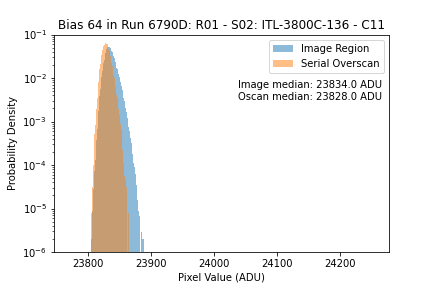 Bias 64 in Run 6790D: R01 - S02: ITL-3800C-136 - C11
Image Region
Serial Overscan
Image median: 23834.0 ADU
Oscan median: 23828.0 ADU
Probability Density
10⁻¹
10⁻²
10⁻³
10⁻⁴
10⁻⁵
10⁻⁶
23800 23900 24000 24100 24200
Pixel Value (ADU)